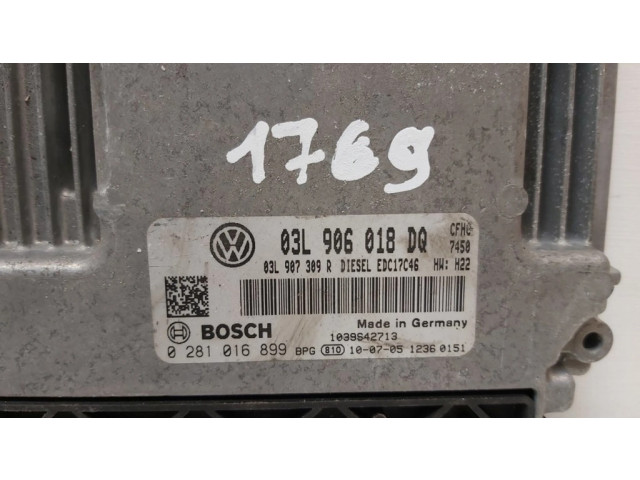 1769
03L 906 018 DQ CFHC
7450
03L 907 309 R DIESEL EDC17C46 HW: H22
BOSCH Made in Germany
1039S42713
0 281 016 899 BPG 810 10-07-05 1236 0151